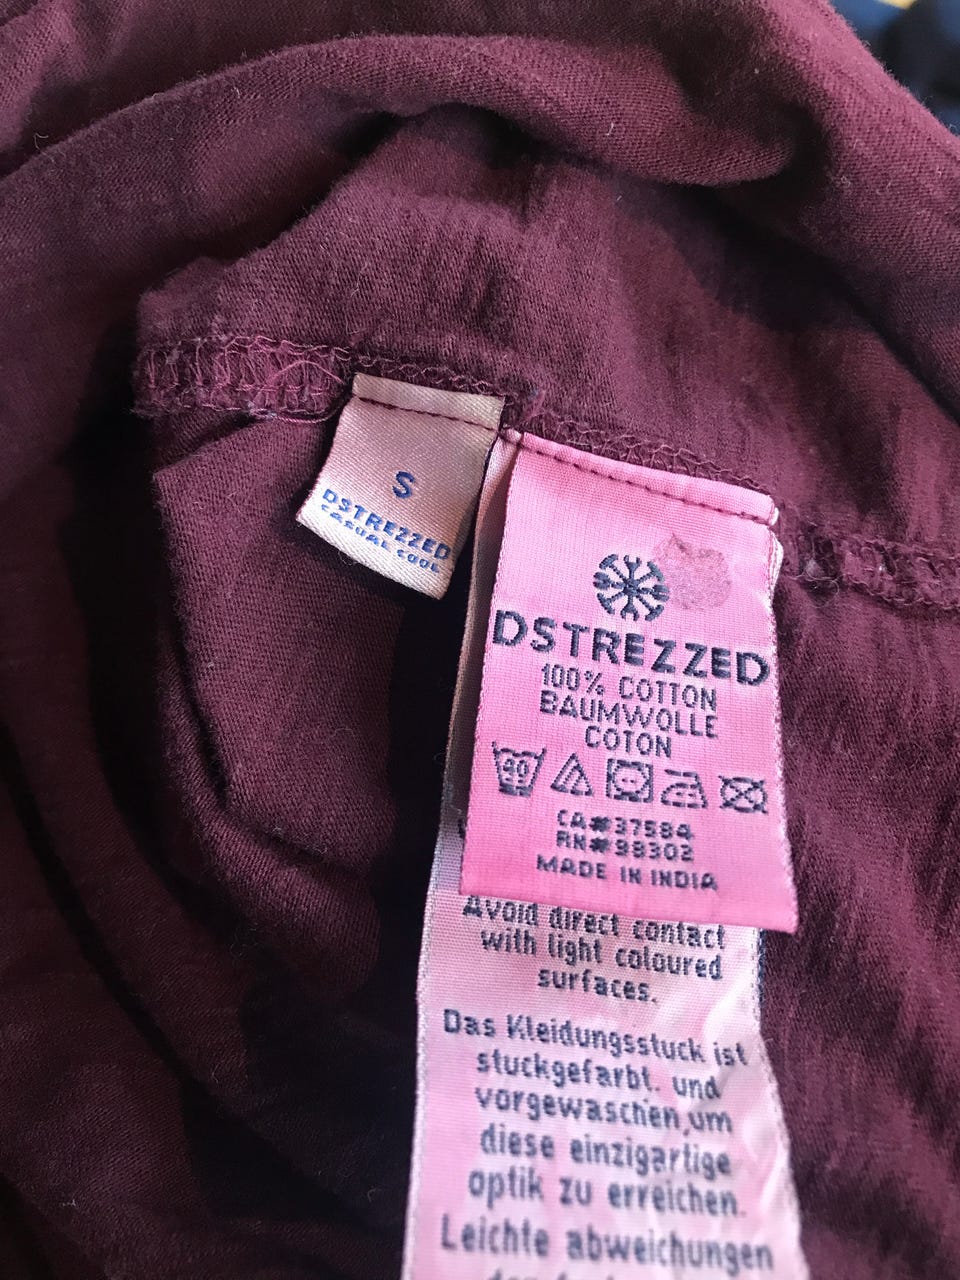 S
DSTREZZED
CASUAL COOL
DSTREZZED
100% COTTON
BAUMWOLLE
COTON
40
CA#37584
RN#98302
MADE IN INDIA
Avoid direct contact
with light coloured
surfaces.
Das Kleidungsstuck ist
stuckgefarbt. und
vorgewaschen,um
diese einzigartige
optik zu erreichen.
Leichte abweichungen